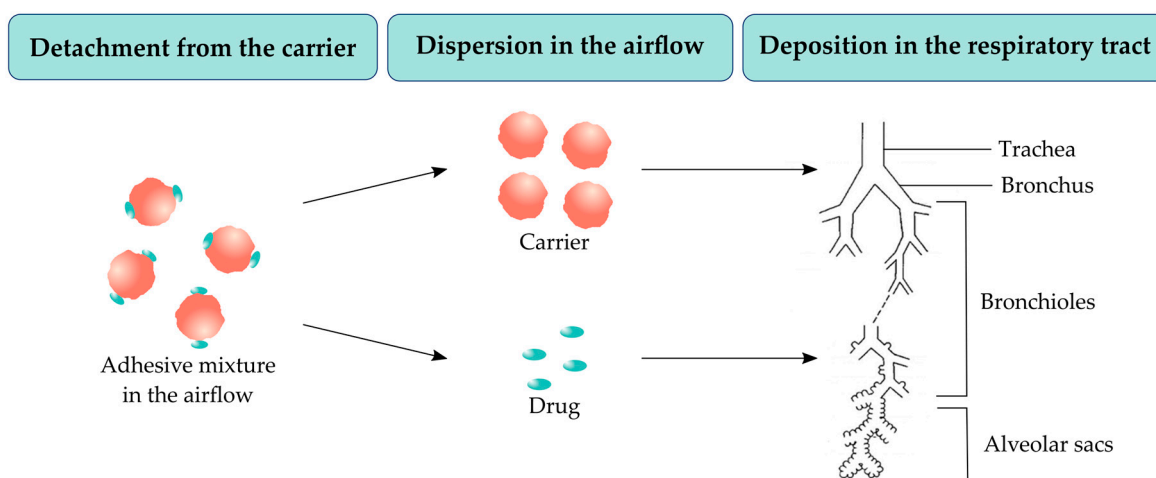 Detachment from the carrier
Dispersion in the airflow
Deposition in the respiratory tract
Adhesive mixture
in the airflow
Carrier
Drug
Trachea
Bronchus
Bronchioles
Alveolar sacs